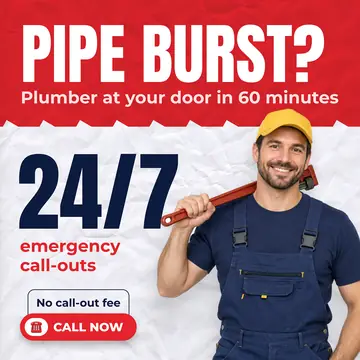 PIPE BURST?
Plumber at your door in 60 minutes
24/7
emergency
call-outs
No call-out fee
CALL NOW